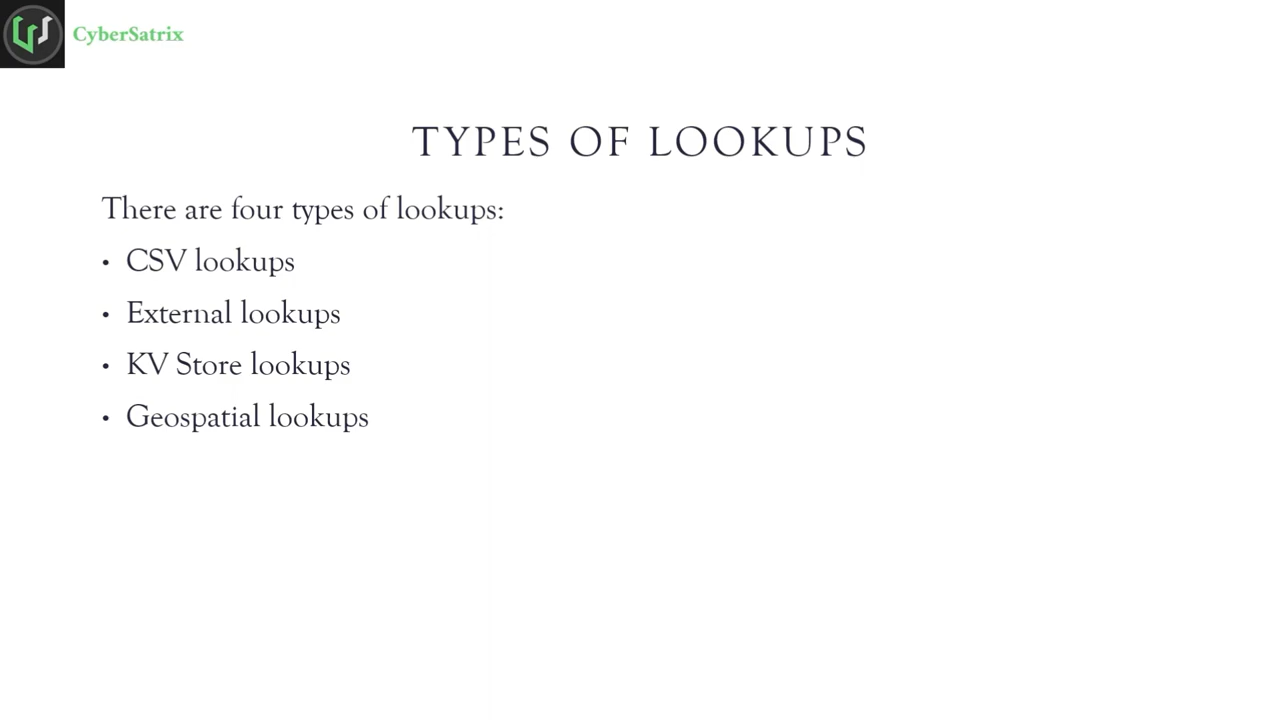 CyberSatrix
TYPES OF LOOKUPS
There are four types of lookups:
• CSV lookups
• External lookups
• KV Store lookups
• Geospatial lookups